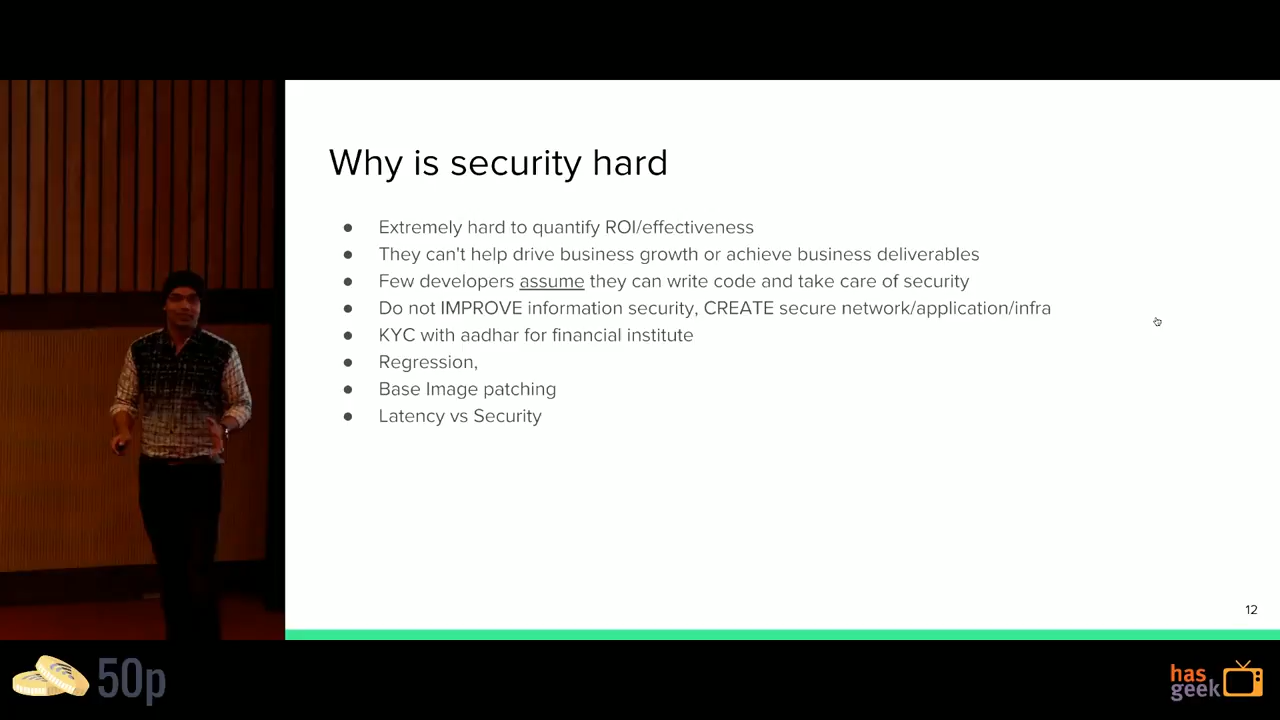 Why is security hard
● Extremely hard to quantify ROI/effectiveness
● They can't help drive business growth or achieve business deliverables
● Few developers assume they can write code and take care of security
● Do not IMPROVE information security, CREATE secure network/application/infra
● KYC with aadhar for financial institute
● Regression,
● Base Image patching
● Latency vs Security
12
50p
has
geek